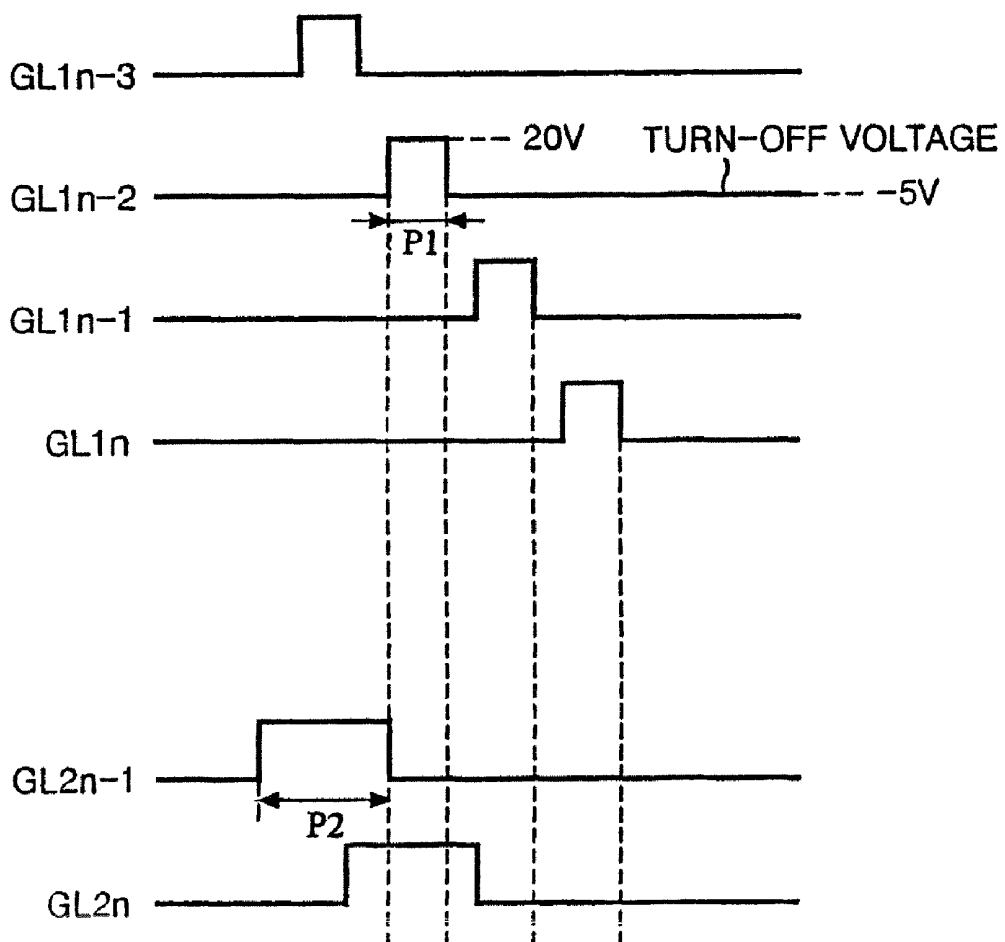 GL1n-3
20V
TURN-OFF VOLTAGE
GL1n-2
-5V
P1
GL1n-1
GL1n
GL2n-1
P2
GL2n